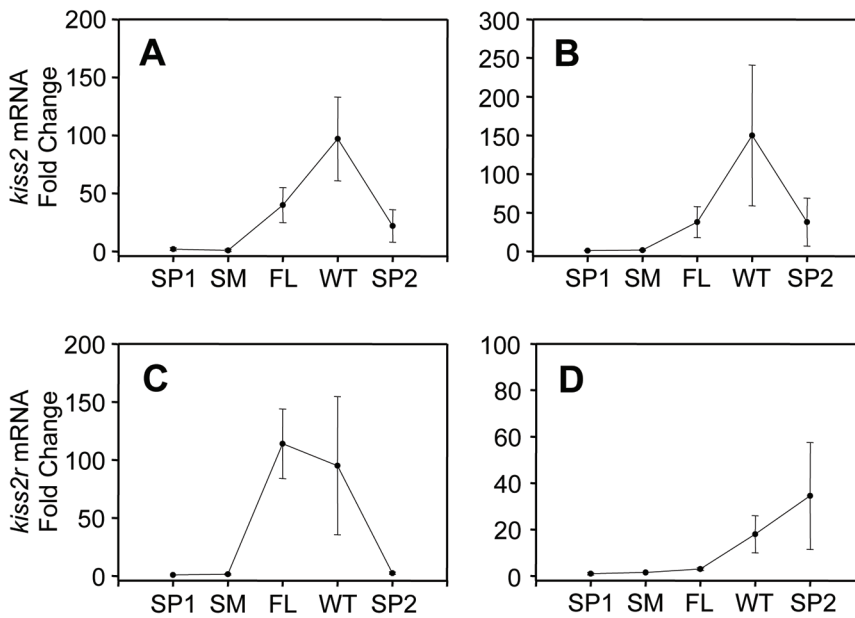 A
200
150
100
50
0
kiss2 mRNA
Fold Change
SP1 SM FL WT SP2
B
300
250
200
150
100
50
0
SP1 SM FL WT SP2
C
200
150
100
50
0
kiss2r mRNA
Fold Change
SP1 SM FL WT SP2
D
100
80
60
40
20
0
SP1 SM FL WT SP2